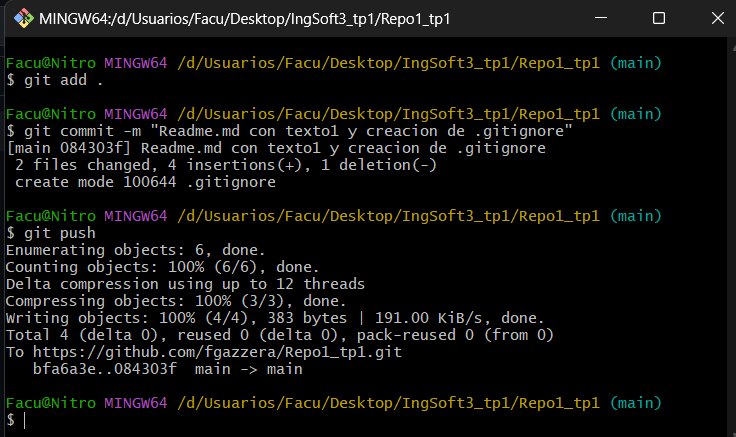 MINGW64:/d/Usuarios/Facu/Desktop/IngSoft3_tp1/Repo1_tp1
Facu@Nitro MINGW64 /d/Usuarios/Facu/Desktop/IngSoft3_tp1/Repo1_tp1 (main)
$ git add .
Facu@Nitro MINGW64 /d/Usuarios/Facu/Desktop/IngSoft3_tp1/Repo1_tp1 (main)
$ git commit -m "Readme.md con texto1 y creacion de .gitignore"
[main 084303f] Readme.md con texto1 y creacion de .gitignore
 2 files changed, 4 insertions(+), 1 deletion(-)
 create mode 100644 .gitignore
Facu@Nitro MINGW64 /d/Usuarios/Facu/Desktop/IngSoft3_tp1/Repo1_tp1 (main)
$ git push
Enumerating objects: 6, done.
Counting objects: 100% (6/6), done.
Delta compression using up to 12 threads
Compressing objects: 100% (3/3), done.
Writing objects: 100% (4/4), 383 bytes | 191.00 KiB/s, done.
Total 4 (delta 0), reused 0 (delta 0), pack-reused 0 (from 0)
To https://github.com/fgazzera/Repo1_tp1.git
   bfa6a3e..084303f  main -> main
Facu@Nitro MINGW64 /d/Usuarios/Facu/Desktop/IngSoft3_tp1/Repo1_tp1 (main)
$